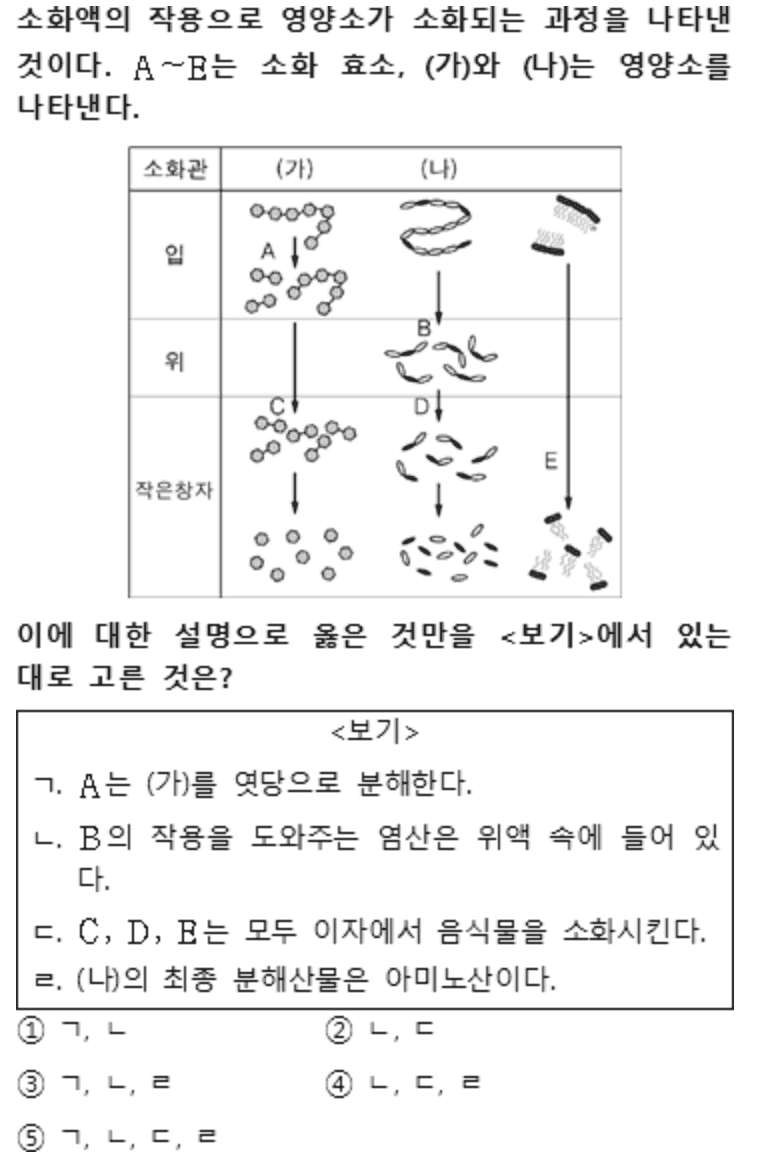 소화액의 작용으로 영양소가 소화되는 과정을 나타낸
것이다. A~E는 소화 효소, (가)와 (나)는 영양소를
나타낸다.
소화관 (가) (나)
입
A
B
위
C
D
E
작은창자
이에 대한 설명으로 옳은 것만을 <보기>에서 있는
대로 고른 것은?
<보기>
ㄱ. A는 (가)를 엿당으로 분해한다.
ㄴ. B의 작용을 도와주는 염산은 위액 속에 들어 있
다.
ㄷ. C, D, E는 모두 이자에서 음식물을 소화시킨다.
ㄹ. (나)의 최종 분해산물은 아미노산이다.
① ㄱ, ㄴ ② ㄴ, ㄷ
③ ㄱ, ㄴ, ㄹ ④ ㄴ, ㄷ, ㄹ
⑤ ㄱ, ㄴ, ㄷ, ㄹ